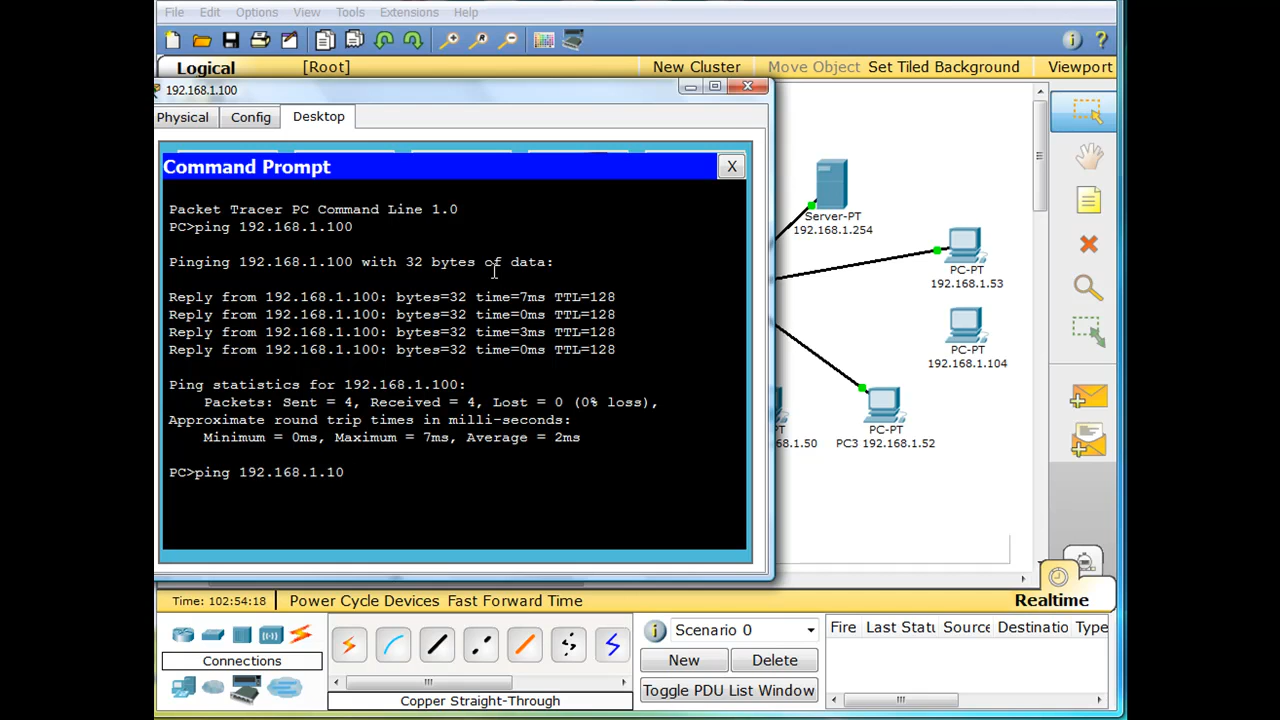 File Edit Options View Tools Extensions Help
Logical [Root] New Cluster Move Object Set Tiled Background Viewport
192.168.1.100
Physical Config Desktop
Command Prompt X
Packet Tracer PC Command Line 1.0
PC>ping 192.168.1.100
Pinging 192.168.1.100 with 32 bytes of data:
Reply from 192.168.1.100: bytes=32 time=7ms TTL=128
Reply from 192.168.1.100: bytes=32 time=0ms TTL=128
Reply from 192.168.1.100: bytes=32 time=3ms TTL=128
Reply from 192.168.1.100: bytes=32 time=0ms TTL=128
Ping statistics for 192.168.1.100:
Packets: Sent = 4, Received = 4, Lost = 0 (0% loss),
Approximate round trip times in milli-seconds:
Minimum = 0ms, Maximum = 7ms, Average = 2ms
PC>ping 192.168.1.10
Server-PT
192.168.1.254
PC-PT
192.168.1.53
PC-PT
192.168.1.104
PT
.1.50
PC-PT
PC3 192.168.1.52
Time: 102:54:18 Power Cycle Devices Fast Forward Time Realtime
Connections
Copper Straight-Through
Scenario 0
New Delete
Toggle PDU List Window
Fire Last Statu Source Destinatio Type